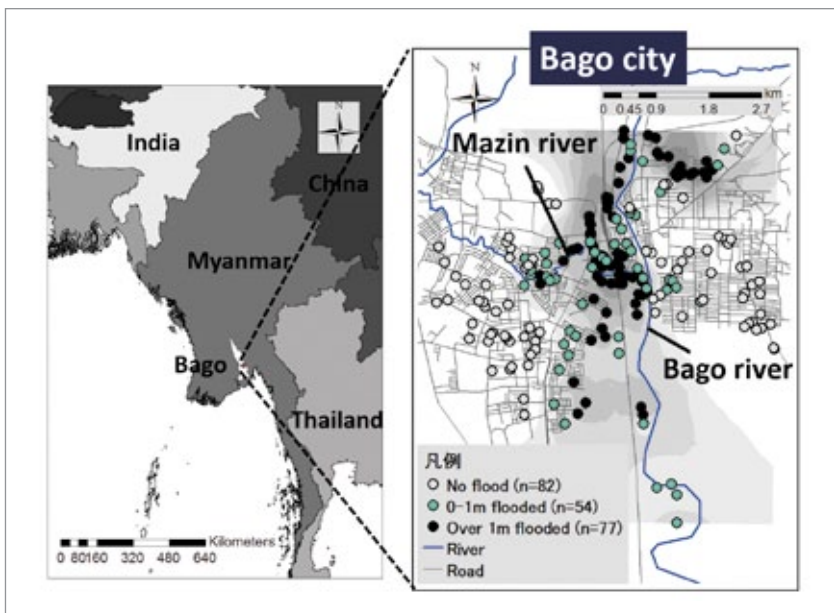 N
India
China
Myanmar
Bago
Thailand
0
Kilometers
0 80160 320 480 640
Bago city
N
km
0 0.45 0.9 1.8 2.7
Mazin river
Bago river
凡例
No flood (n=82)
0-1m flooded (n=54)
Over 1m flooded (n=77)
River
Road